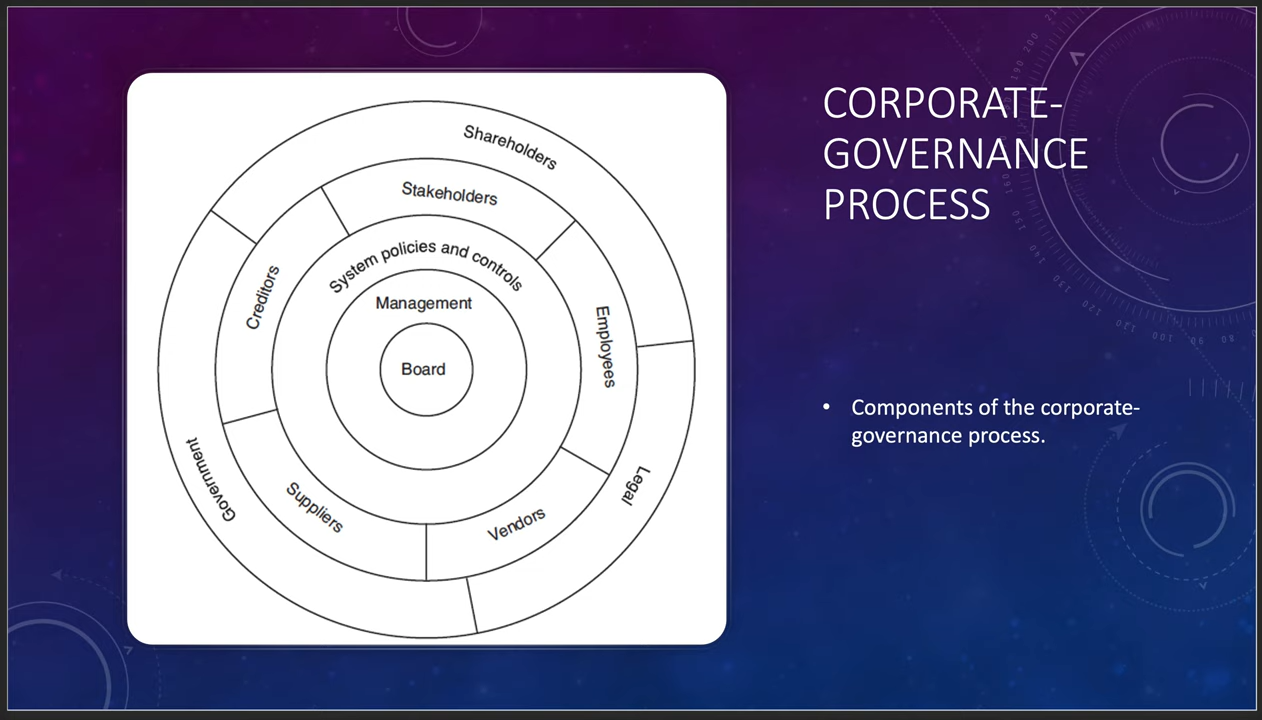 CORPORATE-
GOVERNANCE
PROCESS
• Components of the corporate-
governance process.
Shareholders
Stakeholders
System policies and controls
Management
Board
Creditors
Employees
Government
Legal
Suppliers
Vendors